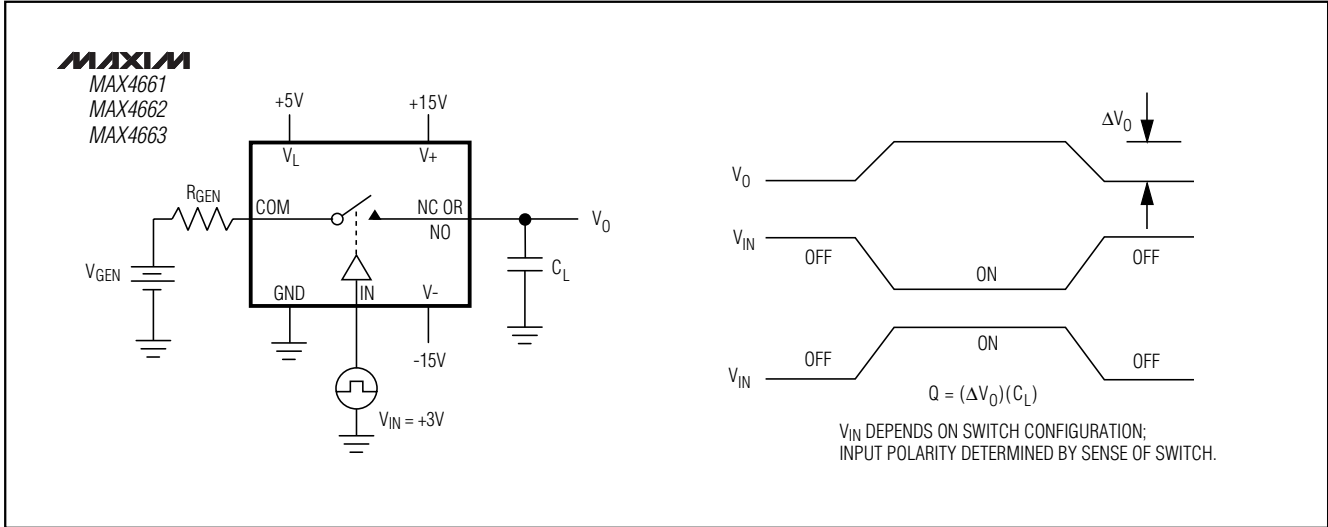 MAXIM
MAX4661
MAX4662
MAX4663
+5V
+15V
V_L
V+
R_GEN
COM
NC OR
NO
V_O
V_GEN
C_L
GND
IN
V-
-15V
V_IN = +3V
ΔV_O
V_O
V_IN
OFF
ON
OFF
V_IN
OFF
ON
OFF
Q = (ΔV_O)(C_L)
V_IN DEPENDS ON SWITCH CONFIGURATION;
INPUT POLARITY DETERMINED BY SENSE OF SWITCH.